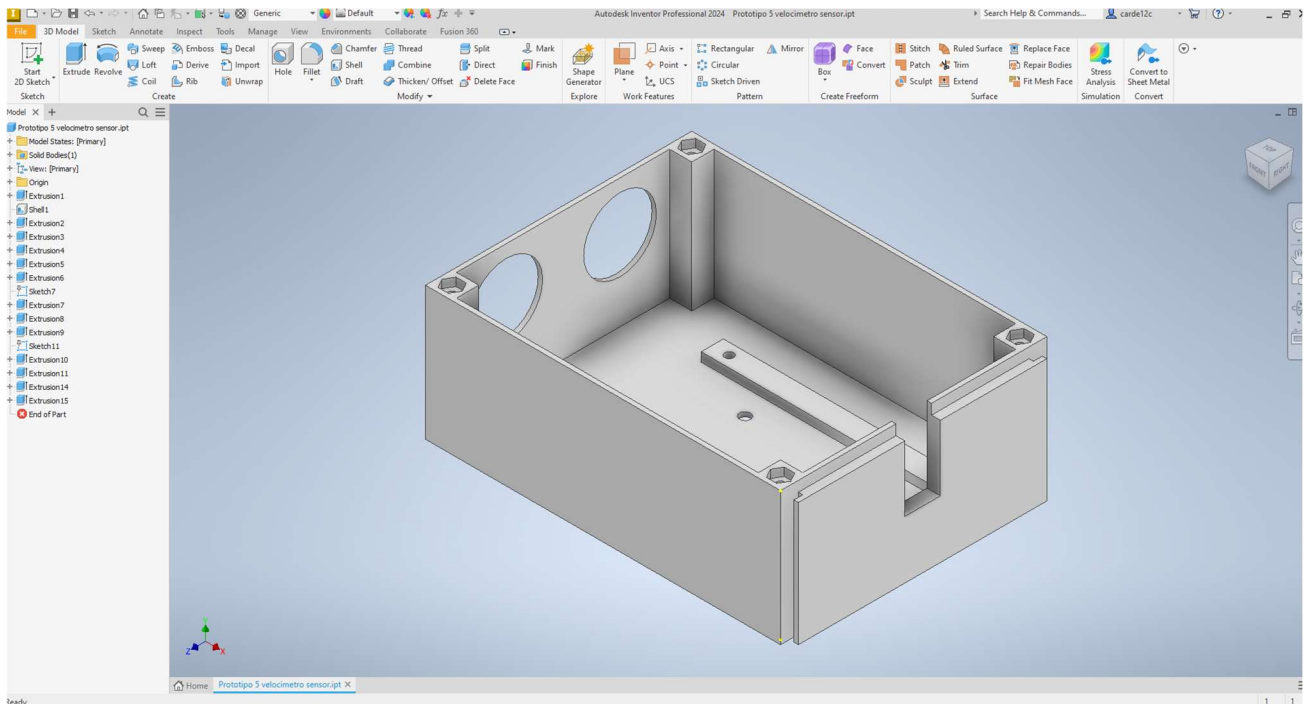 Generic
Default
Autodesk Inventor Professional 2024 Prototipo 5 velocimetro sensor.ipt
Search Help & Commands...
carde12c
File 3D Model Sketch Annotate Inspect Tools Manage View Environments Collaborate Fusion 360
Start 2D Sketch
Extrude
Revolve
Sweep
Loft
Coil
Emboss
Derive
Rib
Decal
Import
Unwrap
Hole
Fillet
Chamfer
Shell
Draft
Thread
Combine
Thicken/ Offset
Split
Direct
Delete Face
Mark
Finish
Shape Generator
Plane
Axis
Point
UCS
Rectangular
Circular
Sketch Driven
Mirror
Box
Face
Convert
Stitch
Patch
Sculpt
Ruled Surface
Trim
Extend
Replace Face
Repair Bodies
Fit Mesh Face
Stress Analysis
Convert to Sheet Metal
Sketch Create Modify Explore Work Features Pattern Create Freeform Surface Simulation Convert
Model
Prototipo 5 velocimetro sensor.ipt
Model States: [Primary]
Solid Bodies(1)
View: [Primary]
Origin
Extrusion1
Shell1
Extrusion2
Extrusion3
Extrusion4
Extrusion5
Extrusion6
Sketch7
Extrusion7
Extrusion8
Extrusion9
Sketch11
Extrusion10
Extrusion11
Extrusion14
Extrusion15
End of Part
TOP
FRONT RIGHT
Y
Z X
Home Prototipo 5 velocimetro sensor.ipt
Ready
1 1